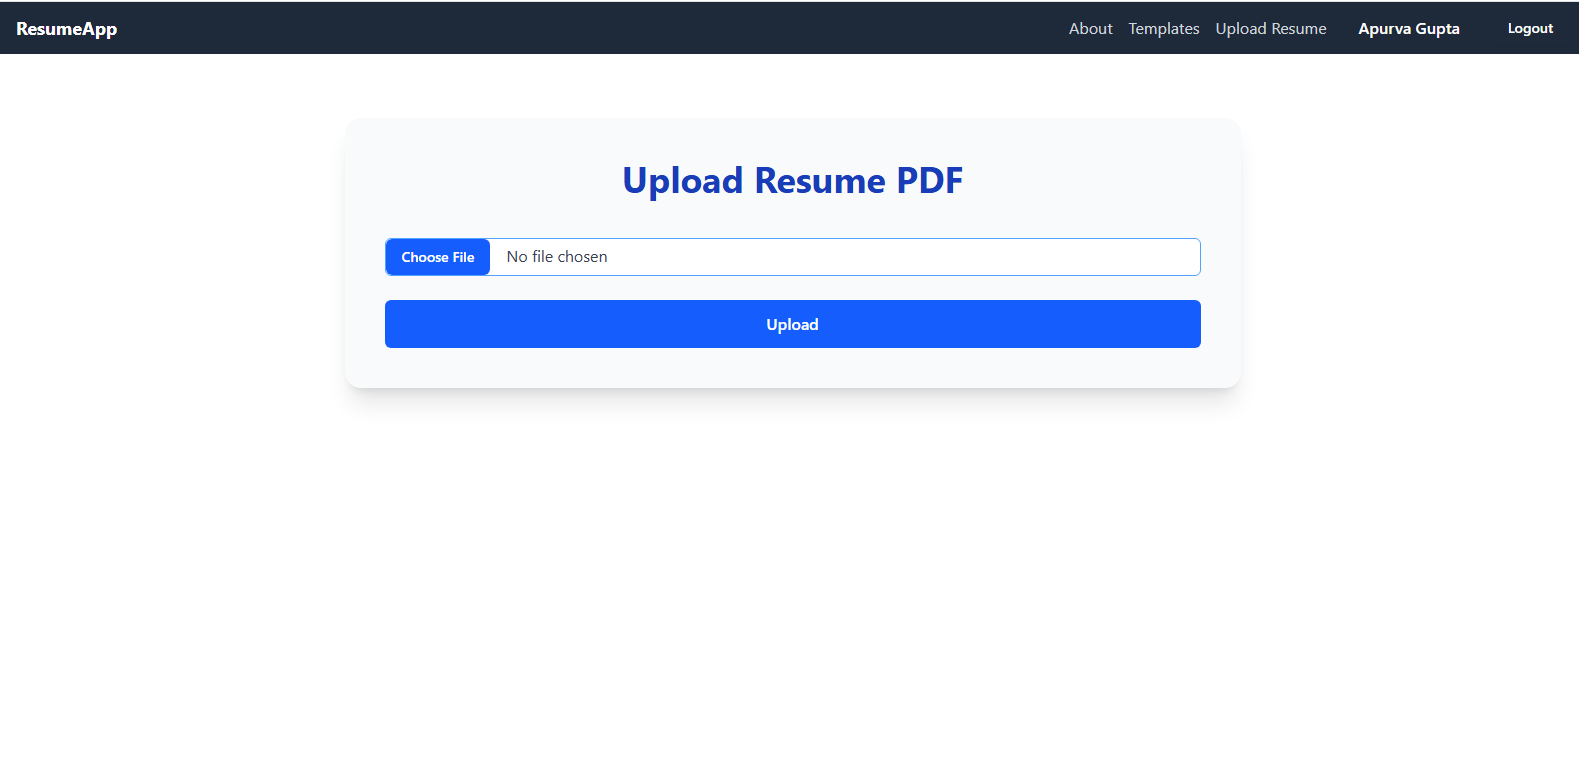 ResumeApp About Templates Upload Resume Apurva Gupta Logout
Upload Resume PDF
Choose File No file chosen
Upload